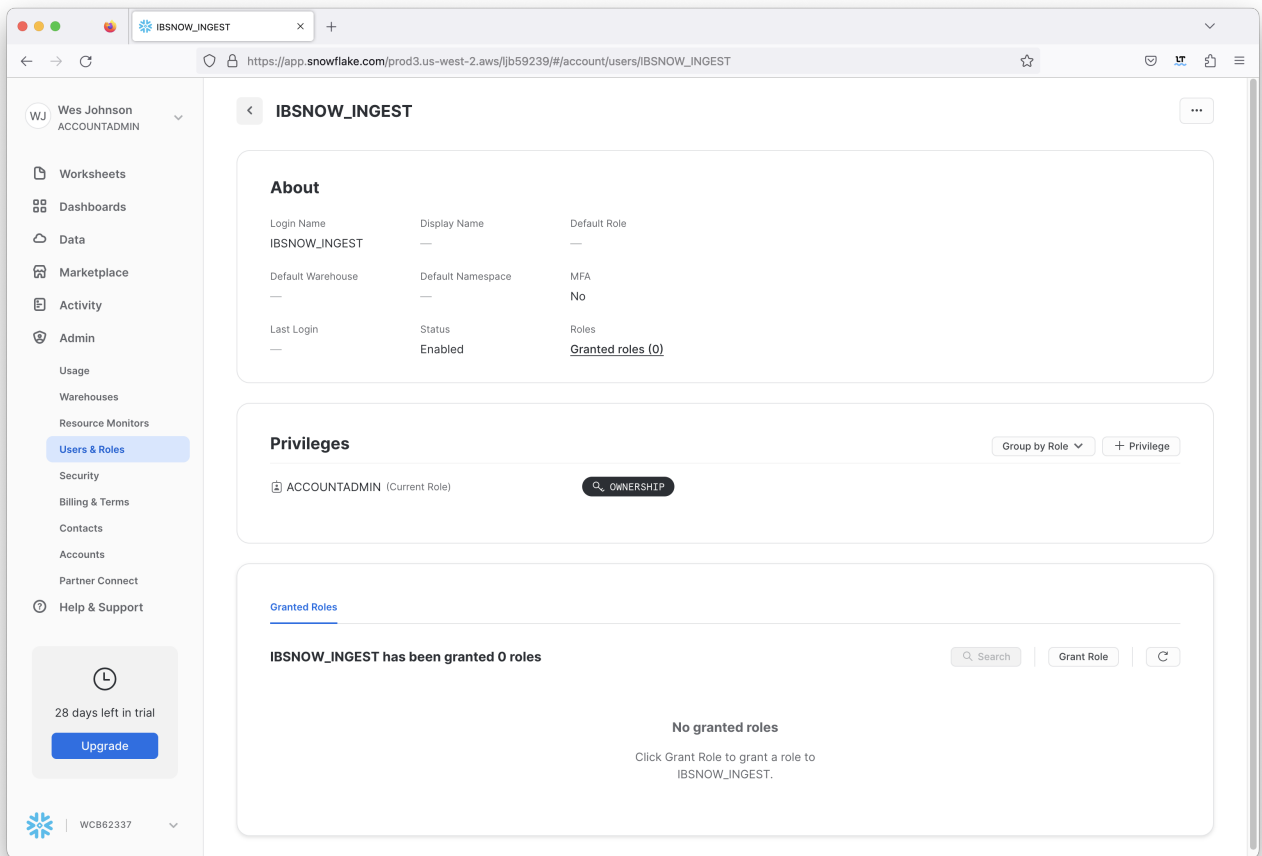 IBSNOW_INGEST
https://app.snowflake.com/prod3.us-west-2.aws/ljb59239/#/account/users/IBSNOW_INGEST
LT
WJ
Wes Johnson
ACCOUNTADMIN
Worksheets
Dashboards
Data
Marketplace
Activity
Admin
Usage
Warehouses
Resource Monitors
Users & Roles
Security
Billing & Terms
Contacts
Accounts
Partner Connect
Help & Support
28 days left in trial
Upgrade
WCB62337
IBSNOW_INGEST
About
Login Name Display Name Default Role
IBSNOW_INGEST — —
Default Warehouse Default Namespace MFA
— — No
Last Login Status Roles
— Enabled Granted roles (0)
Privileges
Group by Role + Privilege
ACCOUNTADMIN (Current Role) OWNERSHIP
Granted Roles
IBSNOW_INGEST has been granted 0 roles
Search Grant Role
No granted roles
Click Grant Role to grant a role to
IBSNOW_INGEST.